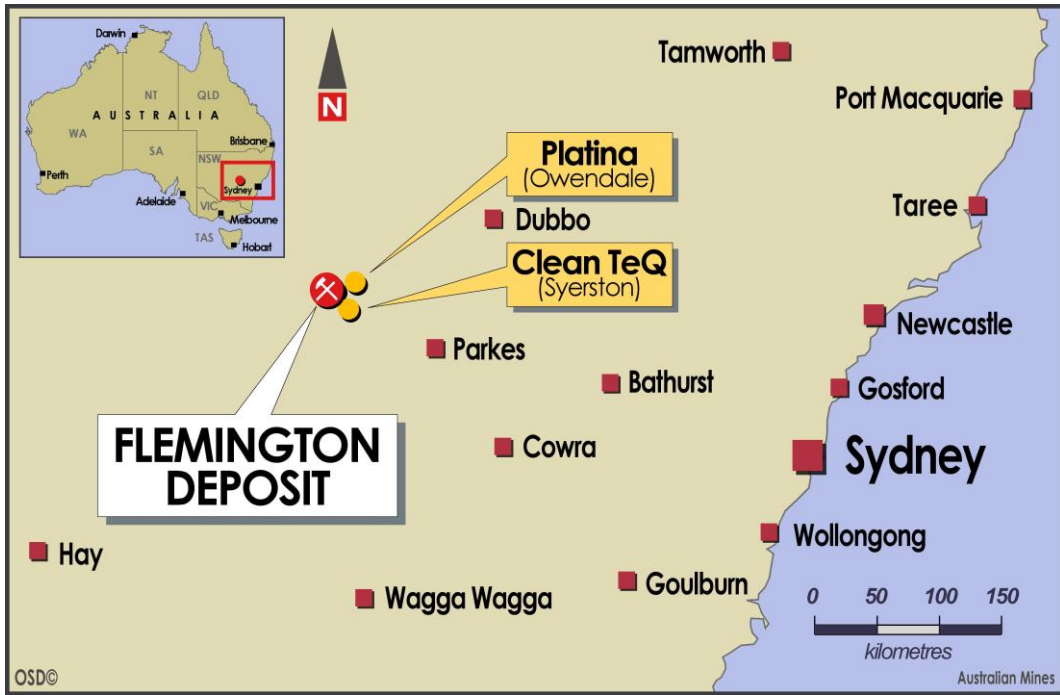 Darwin
NT
QLD
AUSTRALIA
WA
SA
Brisbane
NSW
Perth
Sydney
Adelaide
VIC
Melbourne
TAS
Hobart
N
Tamworth
Port Macquarie
Platina
(Owendale)
Dubbo
Taree
Clean TeQ
(Syerston)
Newcastle
Parkes
Bathurst
Gosford
FLEMINGTON
DEPOSIT
Cowra
Sydney
Hay
Wollongong
Wagga Wagga
Goulburn
0 50 100 150
kilometres
OSD©
Australian Mines